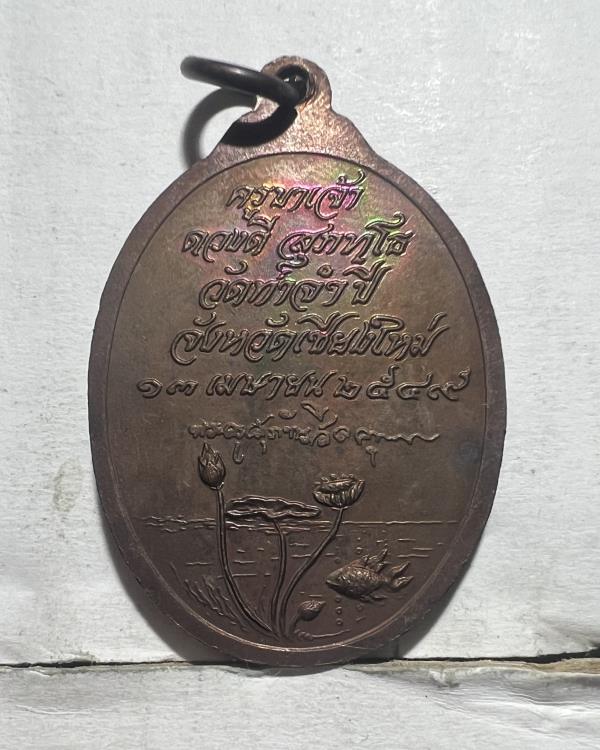 ครูบาเจ้า
ดวงดี สุภทฺโธ
วัดท่าจำปี
จังหวัดเชียงใหม่
๑๓ เมษายน ๒๕๔๙